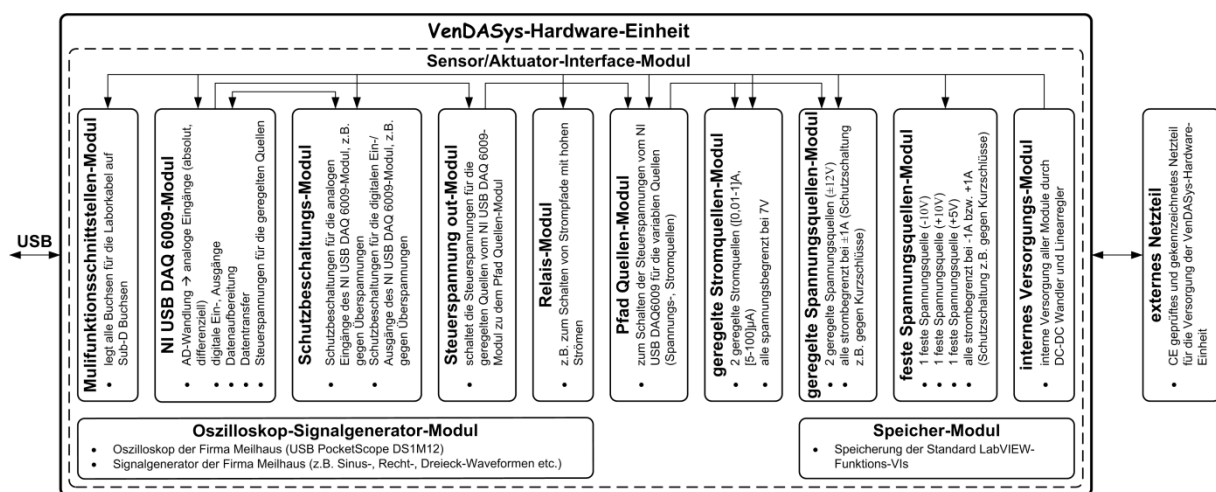 VenDASys-Hardware-Einheit
Sensor/Aktuator-Interface-Modul
USB
Mulifunktionsschnittstellen-Modul
• legt alle Buchsen für die Laborkabel auf
Sub-D Buchsen
NI USB DAQ 6009-Modul
• AD-Wandlung → analoge Eingänge (absolut,
differenziell)
• digitale Ein-, Ausgänge
• Datenaufbereitung
• Datentransfer
• Steuerspannungen für die geregelten Quellen
Schutzbeschaltungs-Modul
• Schutzbeschaltungen für die analogen
Eingänge des NI USB DAQ 6009-Modul, z.B.
gegen Überspannungen
• Schutzbeschaltungen für die digitalen Ein-/
Ausgänge des NI USB DAQ 6009-Modul, z.B.
gegen Überspannungen
Steuerspannung out-Modul
• schaltet die Steuerspannungen für die
geregelten Quellen vom NI USB DAQ 6009-
Modul zu dem Pfad Quellen-Modul
Relais-Modul
• z.B. zum Schalten von Strompfade mit hohen
Strömen
Pfad Quellen-Modul
• zum Schalten der Steuerspannungen vom NI
USB DAQ6009 für die variablen Quellen
(Spannungs-, Stromquellen)
geregelte Stromquellen-Modul
• 2 geregelte Stromquellen ([0,01-1]A,
[5-100]µA)
• alle spannungsbegrenzt bei 7V
geregelte Spannungsquellen-Modul
• 2 geregelte Spannungsquellen (±12V)
• alle strombegrenzt bei ±1A (Schutzschaltung
z.B. gegen Kurzschlüsse)
feste Spannungsquellen-Modul
• 1 feste Spannungsquelle (-10V)
• 1 feste Spannungsquelle (+10V)
• 1 feste Spannungsquelle (+5V)
• alle strombegrenzt bei -1A bzw. +1A
(Schutzschaltung z.B. gegen Kurzschlüsse)
internes Versorgungs-Modul
• interne Versorgung aller Module durch
DC-DC Wandler und Linearregler
externes Netzteil
• CE geprüftes und gekennzeichnetes Netzteil
für die Versorgung der VenDASys-Hardware-
Einheit
Oszilloskop-Signalgenerator-Modul
• Oszilloskop der Firma Meilhaus (USB PocketScope DS1M12)
• Signalgenerator der Firma Meilhaus (z.B. Sinus-, Recht-, Dreieck-Waveformen etc.)
Speicher-Modul
• Speicherung der Standard LabVIEW-
Funktions-VIs